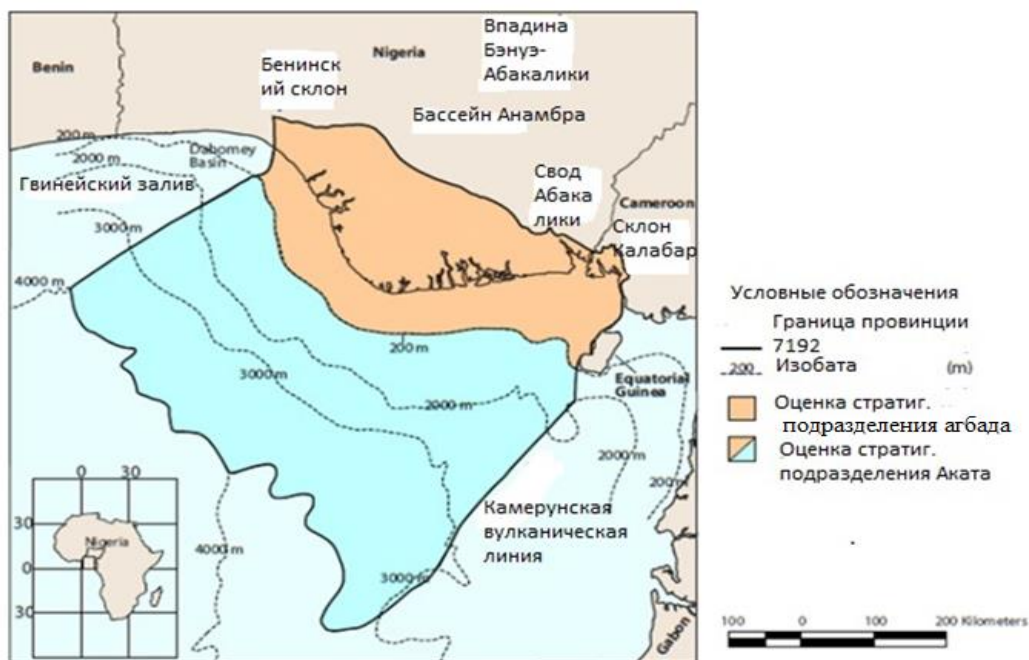 Benin
Бенинск
ий склон
Nigeria
Впадина
Бэнуэ-
Абакалики
Бассейн Анамбра
200 m
2000 m
Dahomey
Basin
Гвинейский залив
3000 m
4000 m
Свод
Абака
лики
Cameroon
Склон
Калабар
200 m
3000 m
2000 m
Equatorial
Guinea
2000 m
200 m
Камерунская
вулканическая
линия
4000 m
3000 m
Gabon
0 30
30
0
30
Nigeria
Условные обозначения
Граница провинции
7192
200 Изобата (m)
Оценка стратиг.
подразделения агбада
Оценка стратиг.
подразделения Аката
100 0 100 200 Kilometers